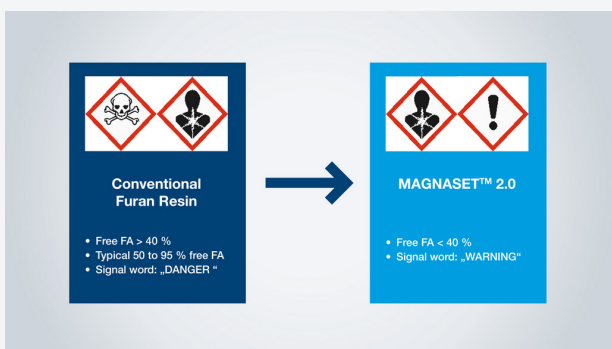 Conventional
Furan Resin
• Free FA > 40 %
• Typical 50 to 95 % free FA
• Signal word: „DANGER “
MAGNASET™ 2.0
• Free FA < 40 %
• Signal word: „WARNING“